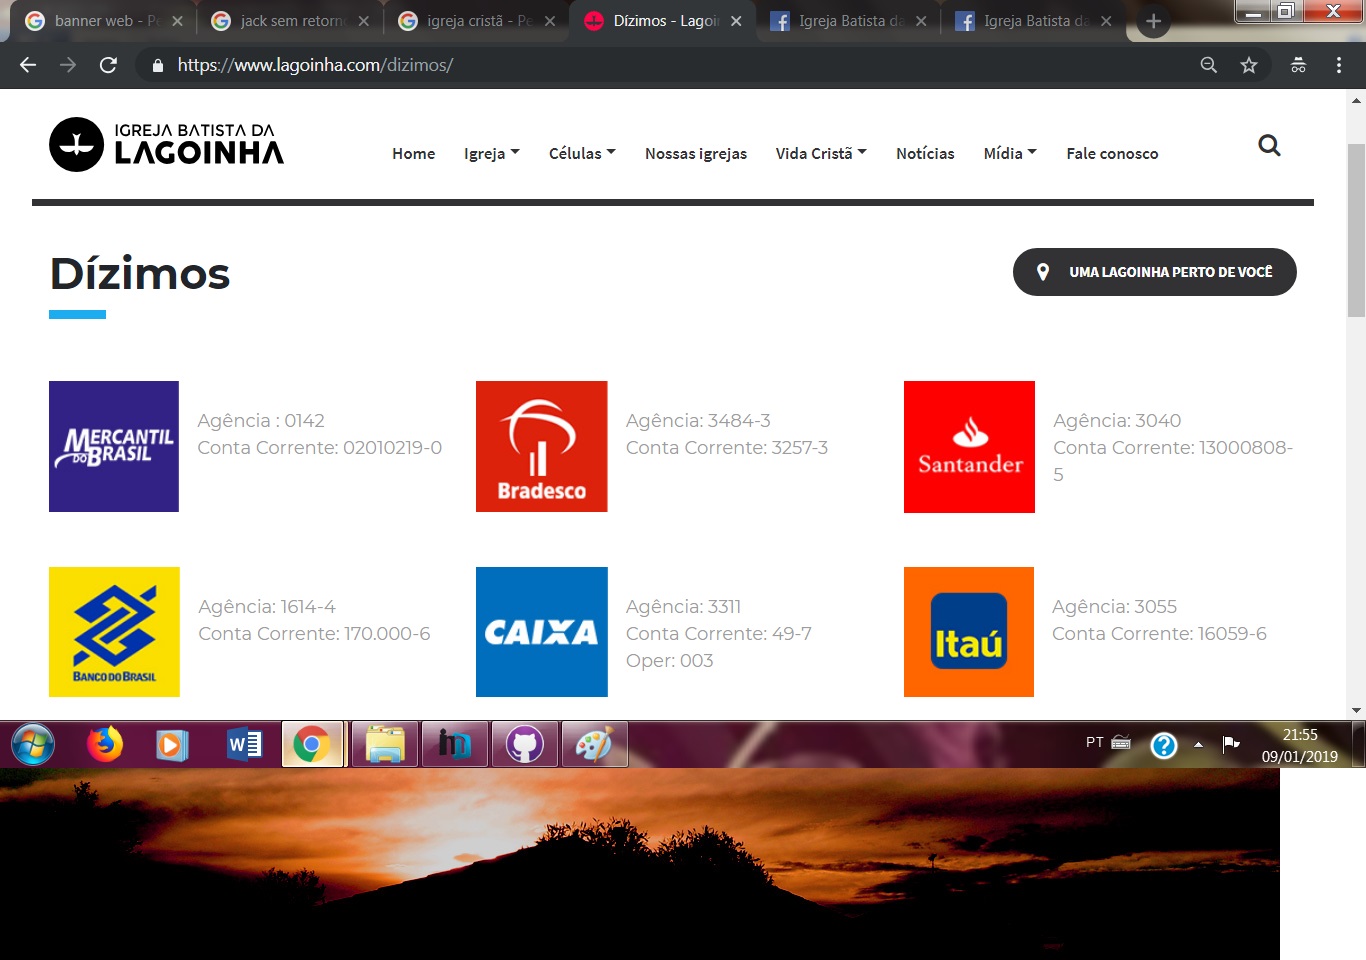 banner web - Pe
jack sem retorno
igreja cristã - Pe
Dízimos - Lagoin
Igreja Batista da
Igreja Batista da
https://www.lagoinha.com/dizimos/
IGREJA BATISTA DA
LAGOINHA
Home
Igreja
Células
Nossas igrejas
Vida Cristã
Notícias
Mídia
Fale conosco
Dízimos
UMA LAGOINHA PERTO DE VOCÊ
MERCANTIL
DO BRASIL
Agência : 0142
Conta Corrente: 02010219-0
Bradesco
Agência: 3484-3
Conta Corrente: 3257-3
Santander
Agência: 3040
Conta Corrente: 13000808-
5
BANCO DO BRASIL
Agência: 1614-4
Conta Corrente: 170.000-6
CAIXA
Agência: 3311
Conta Corrente: 49-7
Oper: 003
Itaú
Agência: 3055
Conta Corrente: 16059-6
PT
21:55
09/01/2019